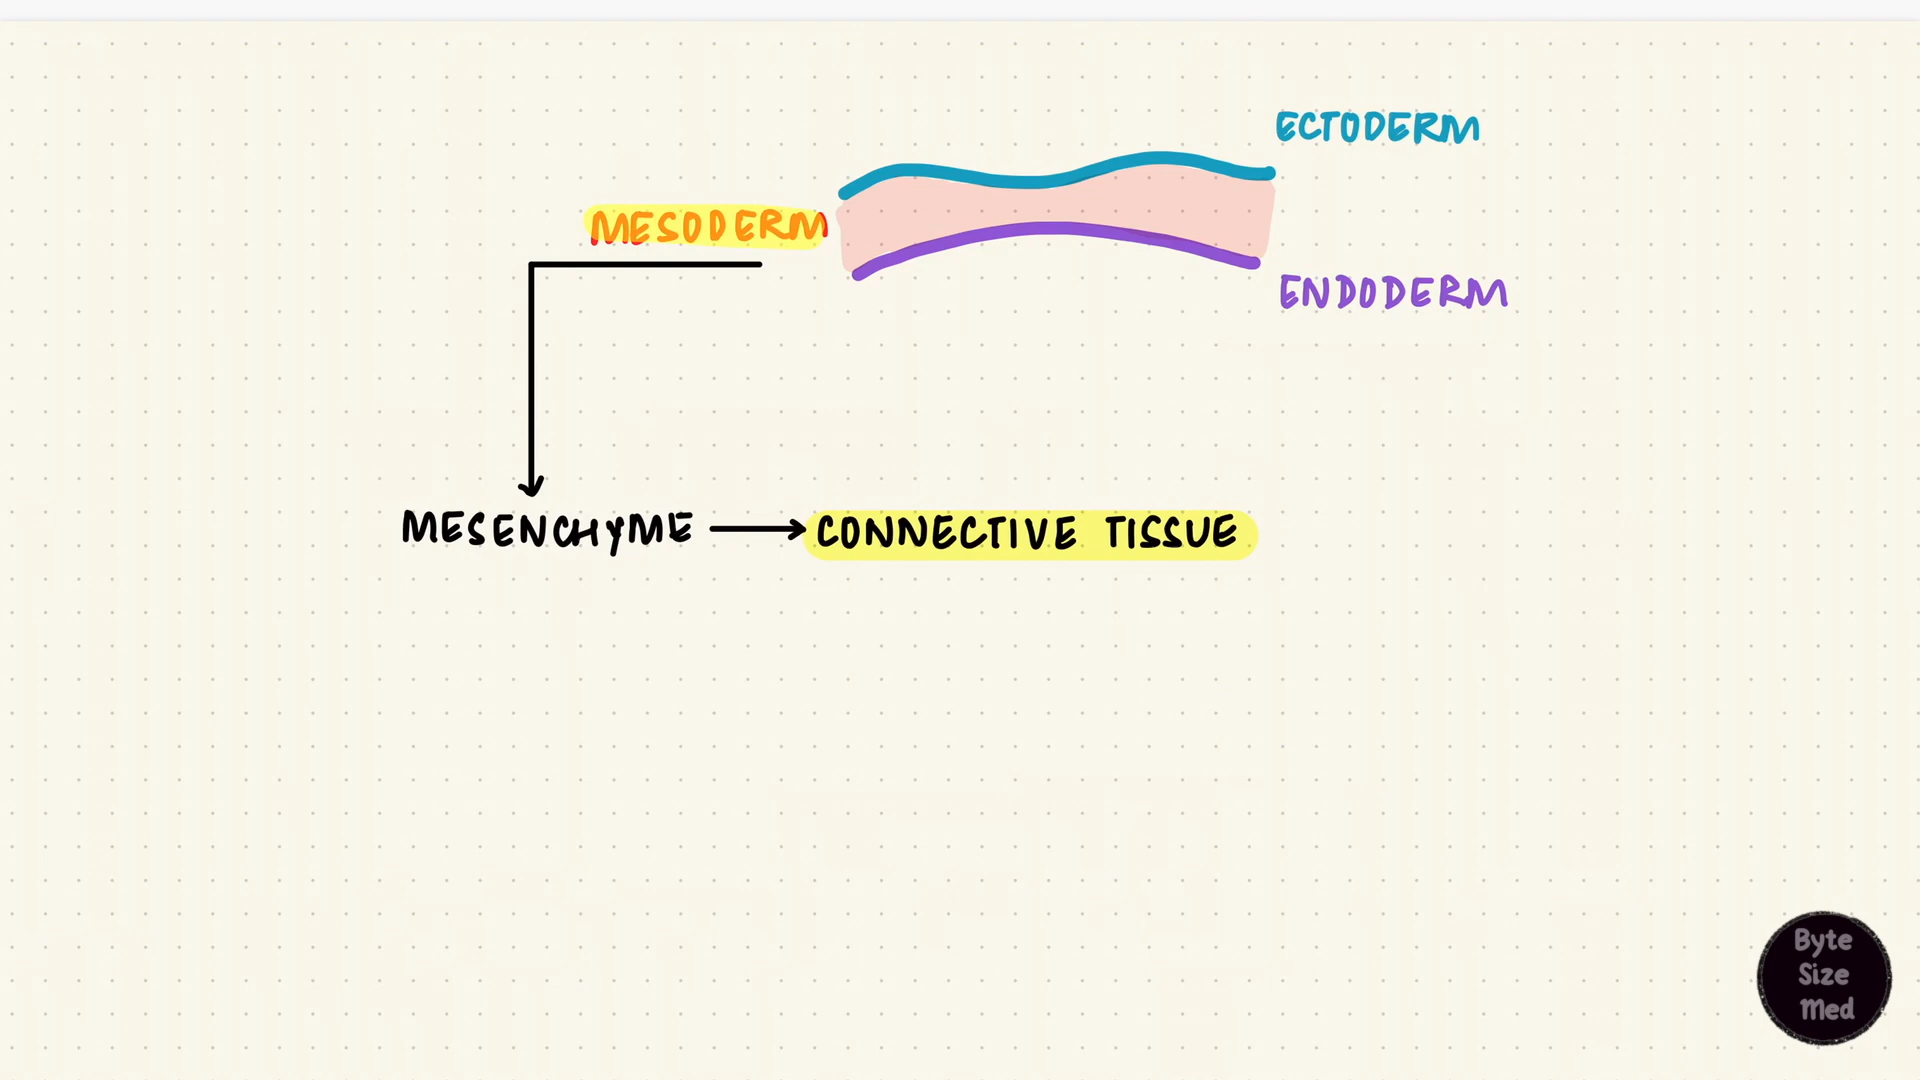 ECTODERM
MESODERM
ENDODERM
MESENCHYME
CONNECTIVE TISSUE
Byte
Size
Med